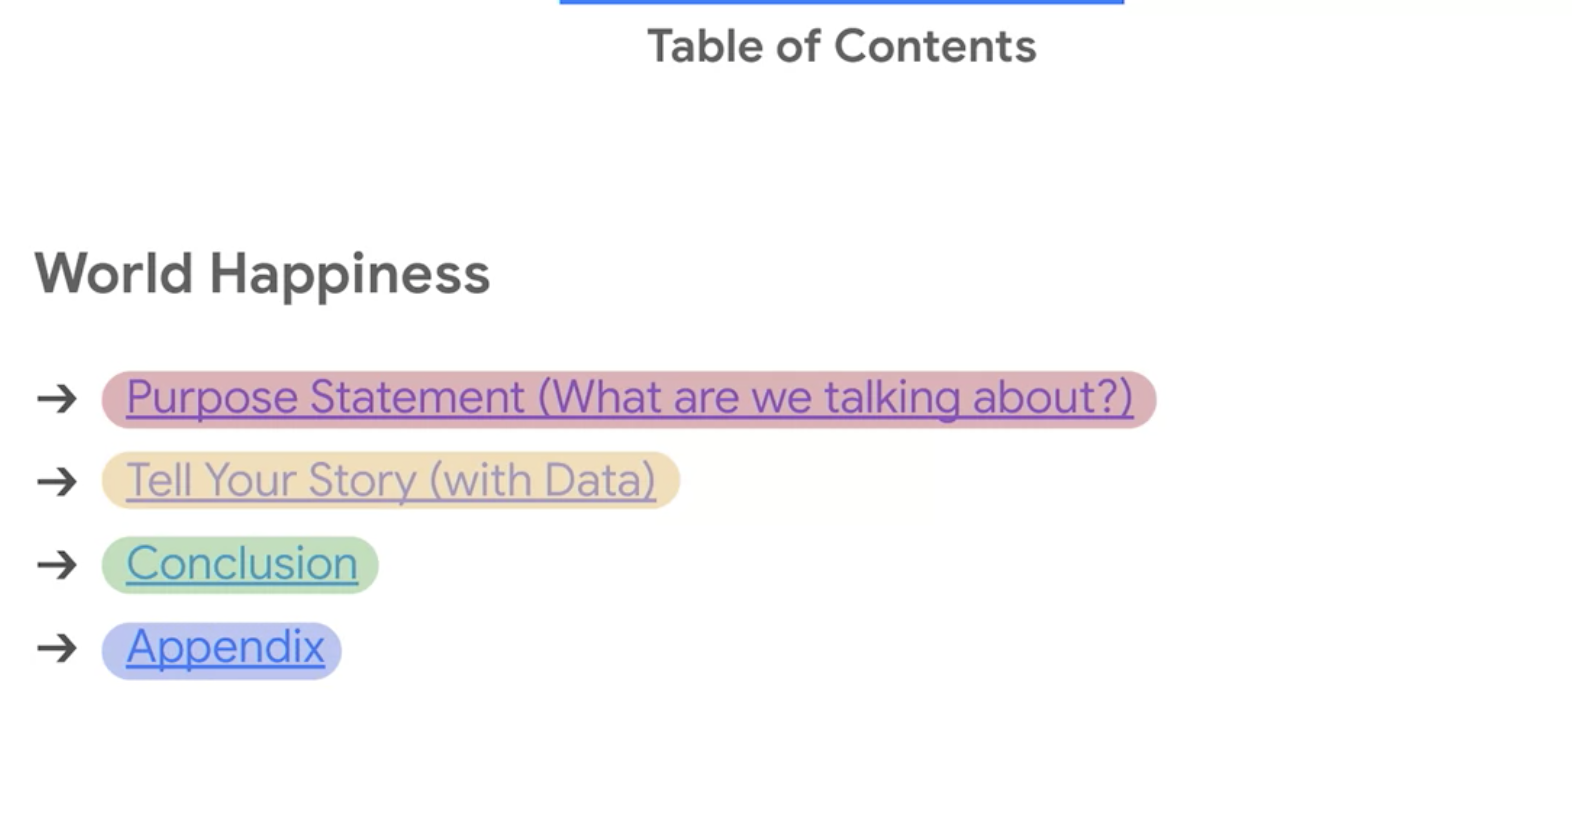 Table of Contents
World Happiness
→ Purpose Statement (What are we talking about?)
→ Tell Your Story (with Data)
→ Conclusion
→ Appendix